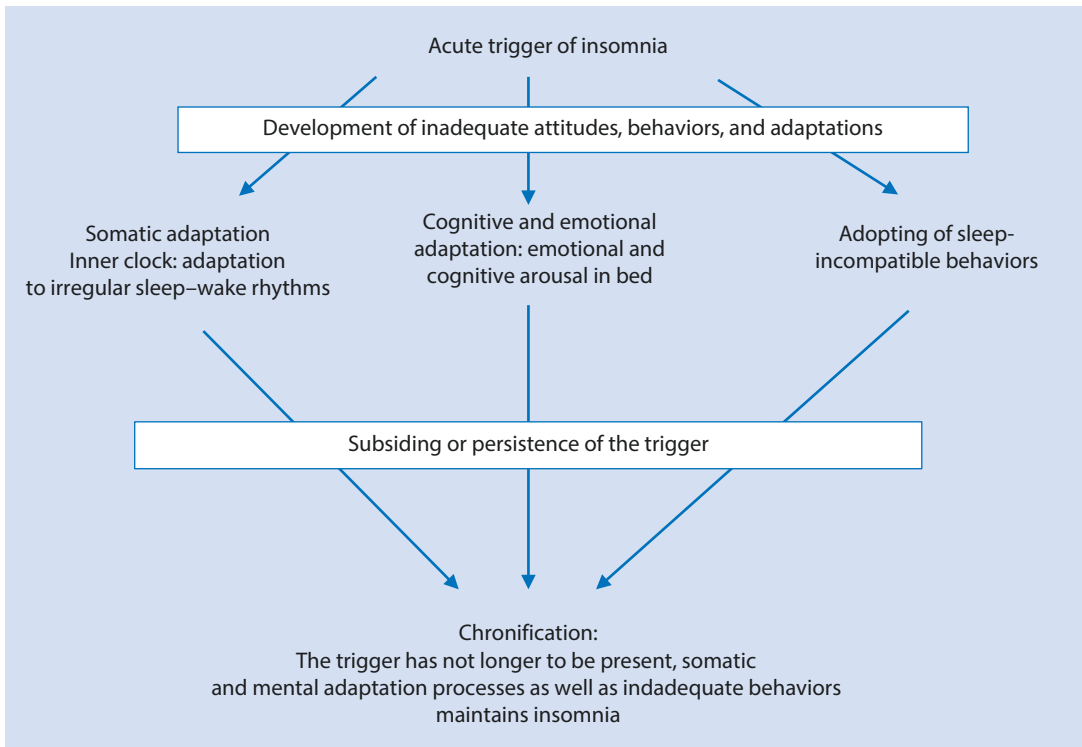 Acute trigger of insomnia
Development of inadequate attitudes, behaviors, and adaptations
Somatic adaptation
Inner clock: adaptation
to irregular sleep–wake rhythms
Cognitive and emotional
adaptation: emotional and
cognitive arousal in bed
Adopting of sleep-
incompatible behaviors
Subsiding or persistence of the trigger
Chronification:
The trigger has not longer to be present, somatic
and mental adaptation processes as well as indadequate behaviors
maintains insomnia